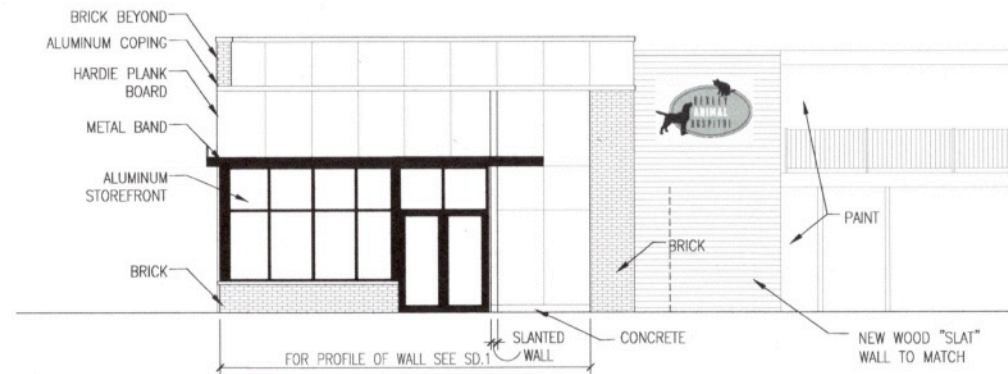 BRICK BEYOND
ALUMINUM COPING
HARDIE PLANK
BOARD
METAL BAND
ALUMINUM
STOREFRONT
BRICK
ANIMAL
HOSPITAL
PAINT
BRICK
SLANTED
WALL
CONCRETE
NEW WOOD "SLAT"
WALL TO MATCH
FOR PROFILE OF WALL SEE SD.1